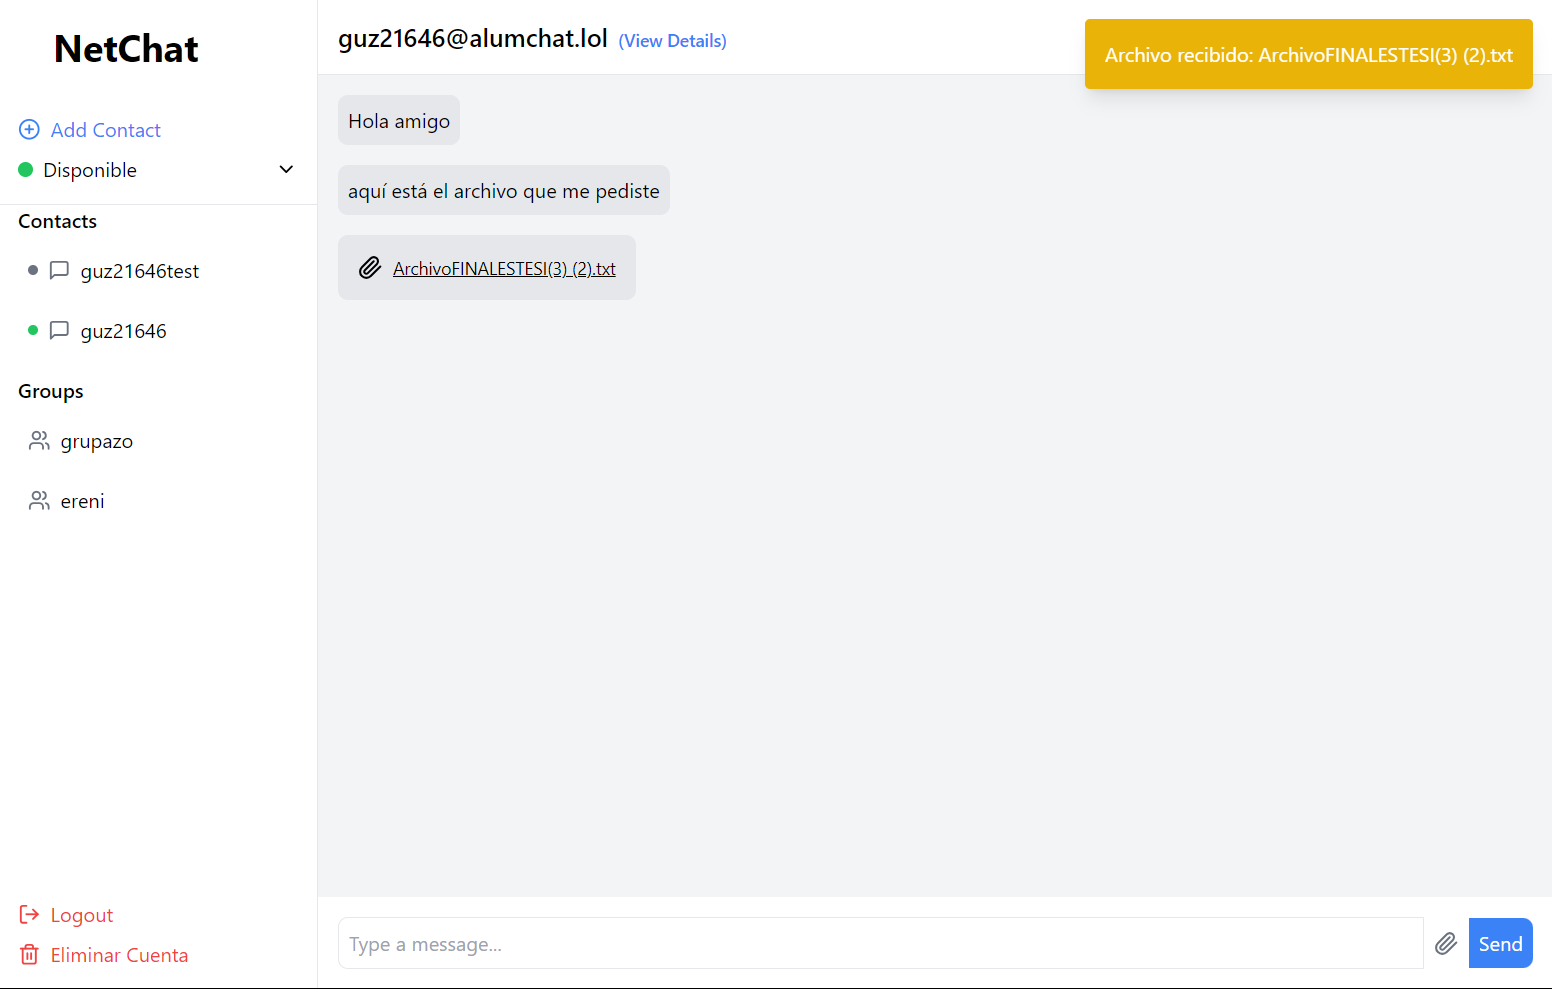 NetChat
Add Contact
Disponible
Contacts
guz21646test
guz21646
Groups
grupazo
ereni
Logout
Eliminar Cuenta
guz21646@alumchat.lol (View Details)
Archivo recibido: ArchivoFINALESTESI(3) (2).txt
Hola amigo
aquí está el archivo que me pediste
ArchivoFINALESTESI(3) (2).txt
Type a message...
Send